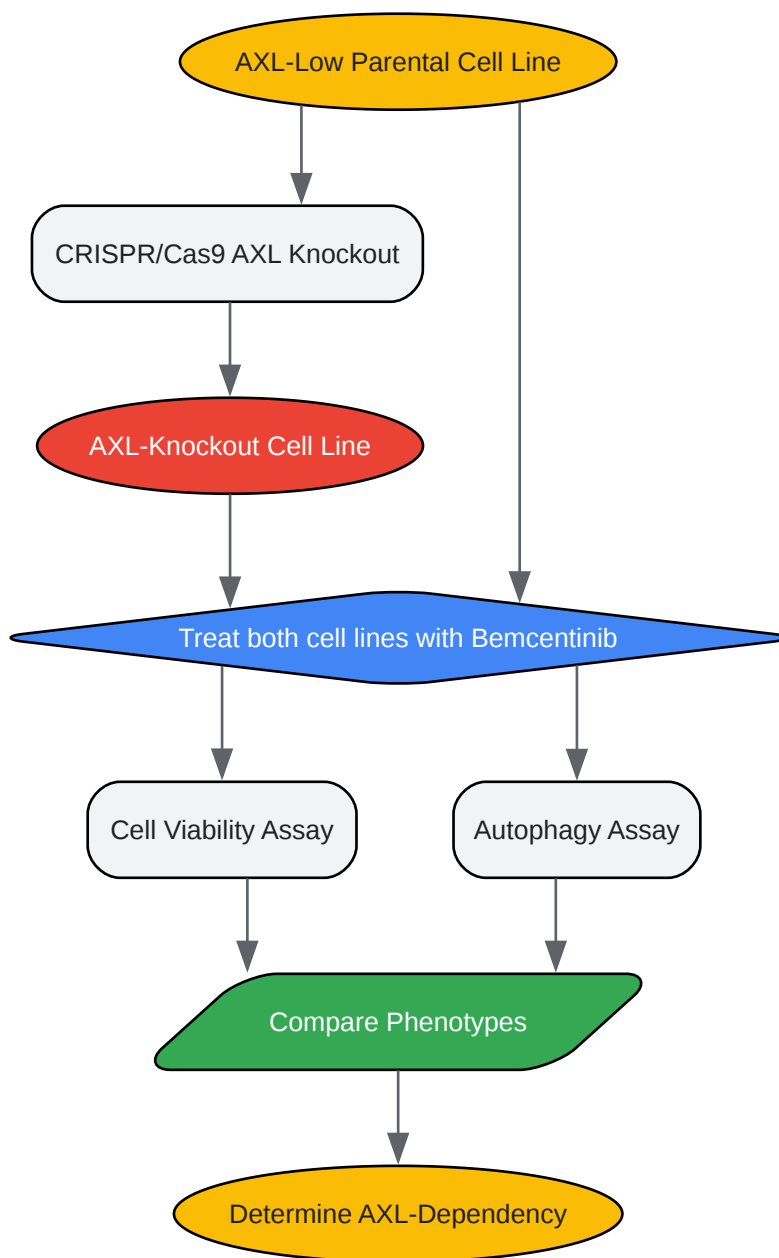 AXL-Low Parental Cell Line
CRISPR/Cas9 AXL Knockout
AXL-Knockout Cell Line
Treat both cell lines with Bemcentinib
Cell Viability Assay
Autophagy Assay
Compare Phenotypes
Determine AXL-Dependency